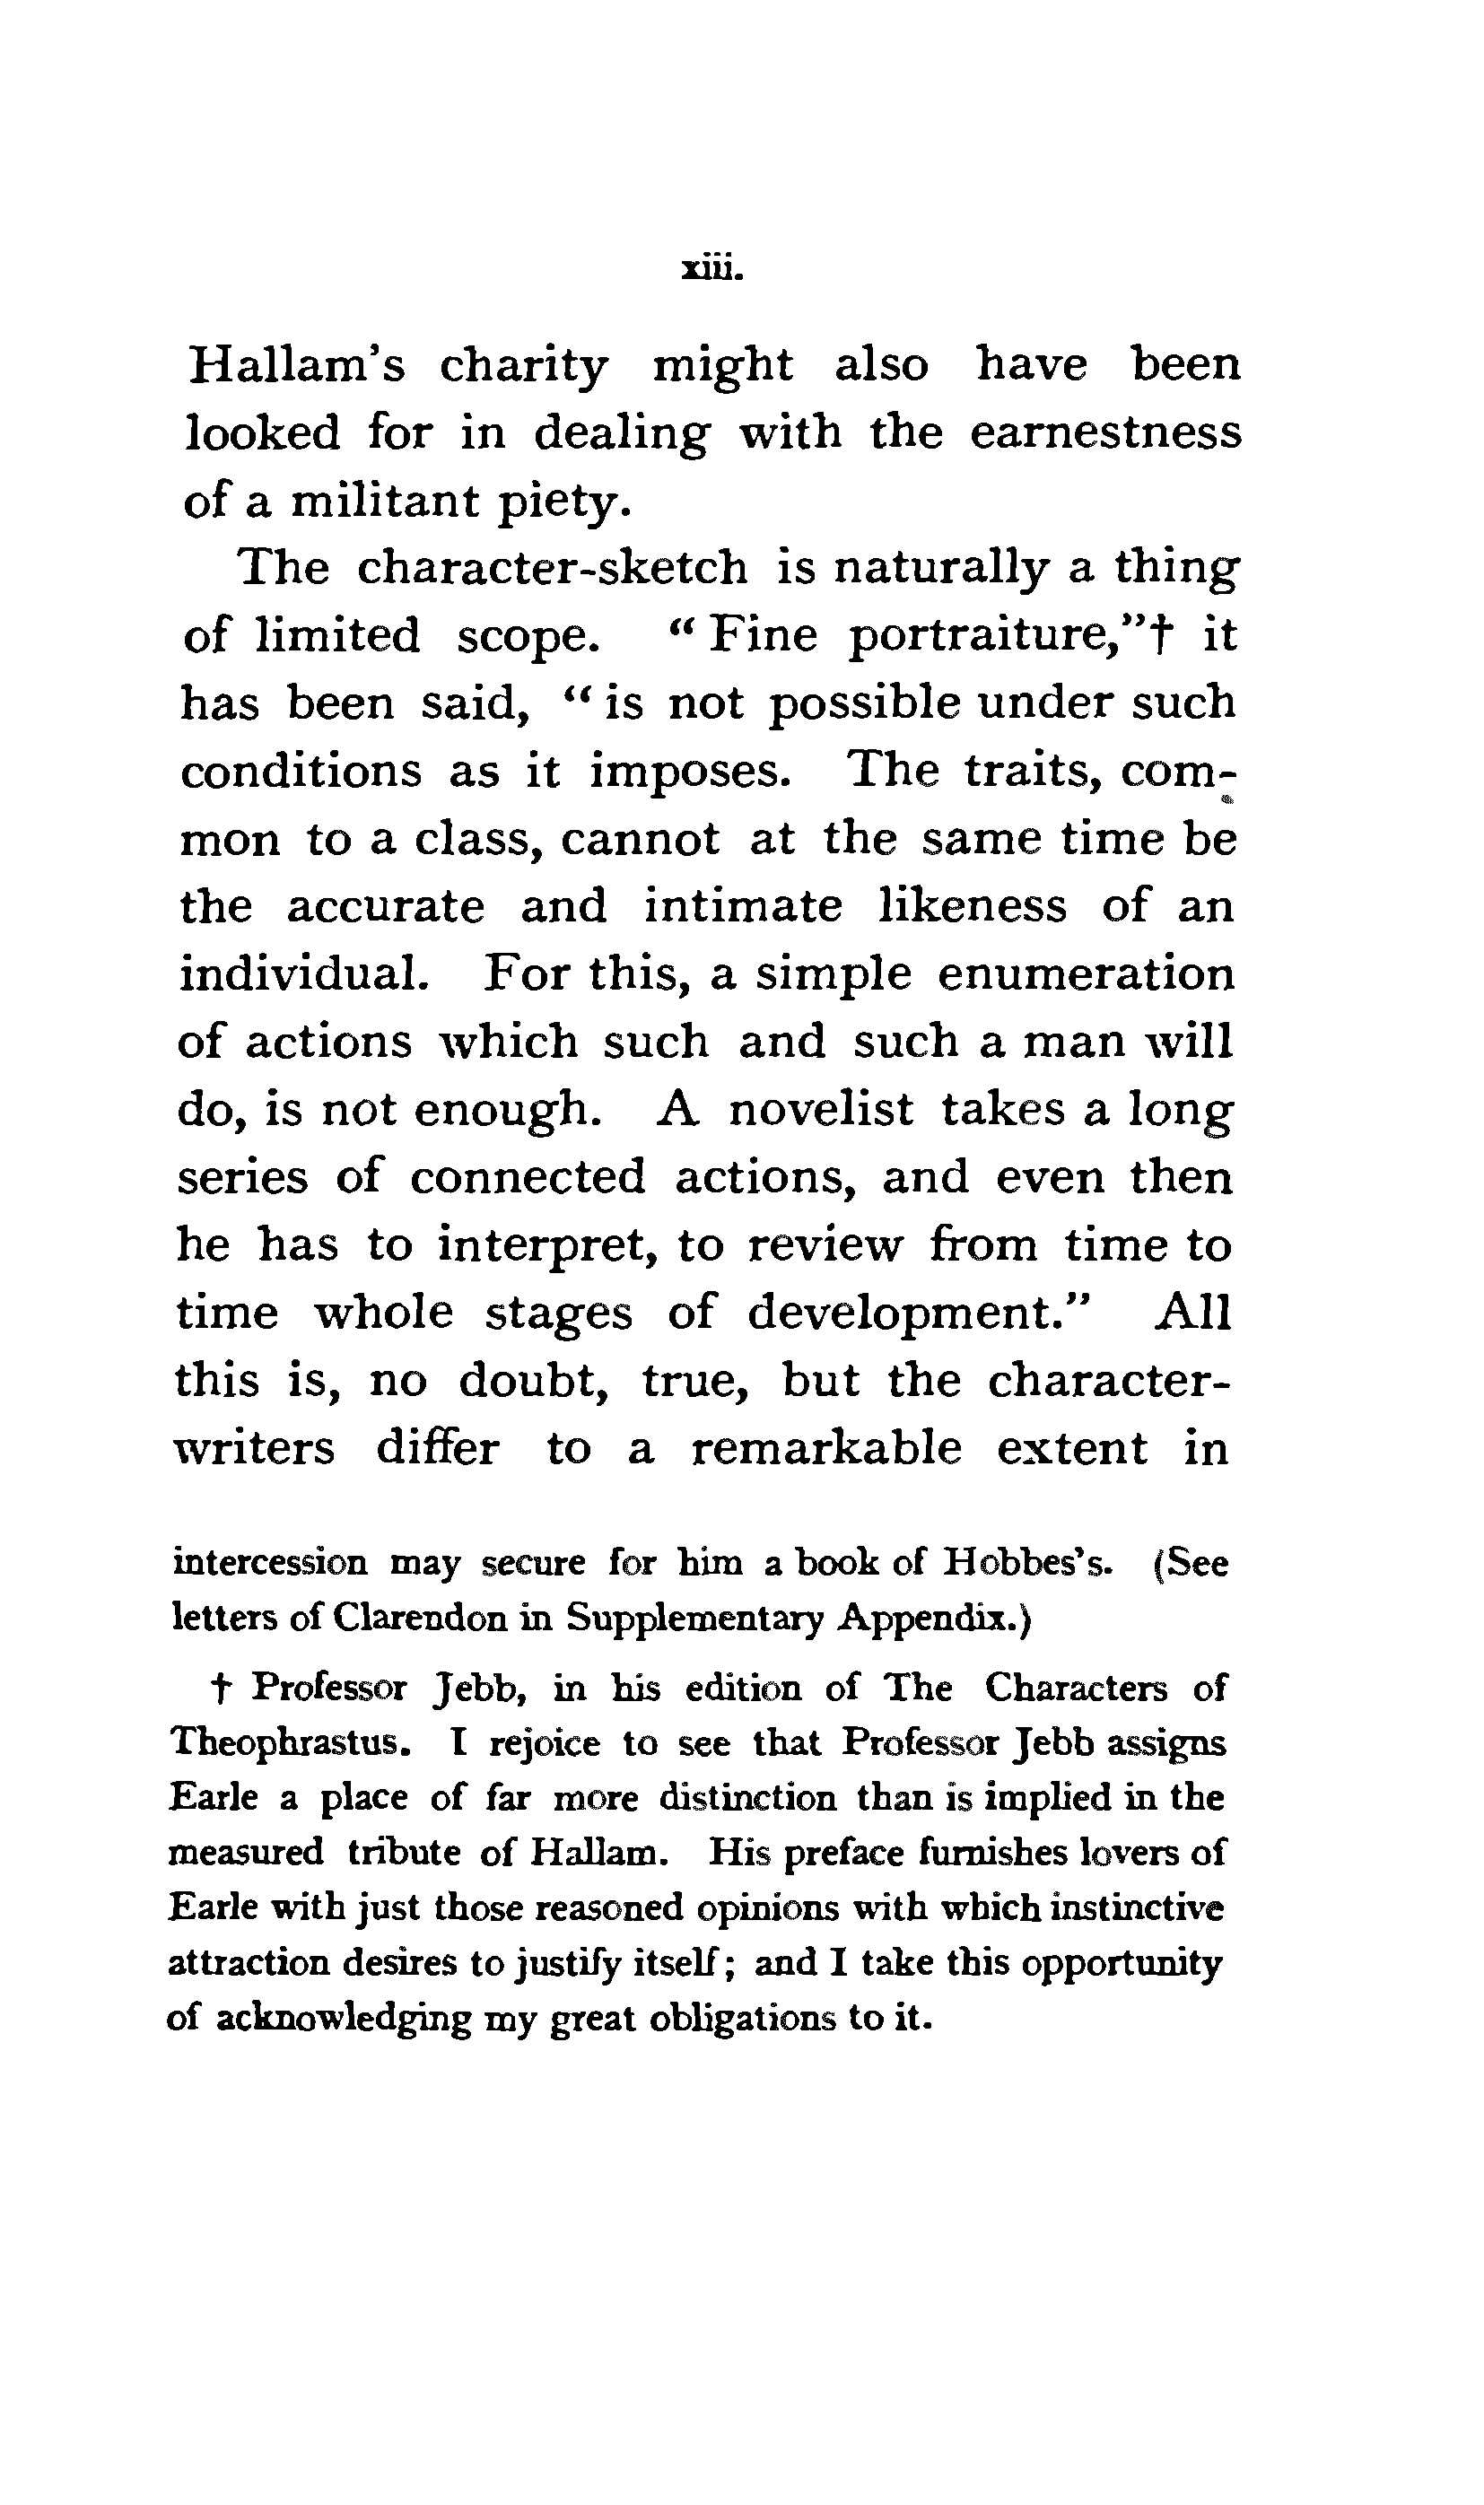 xiii.
Hallam's charity might also have been
looked for in dealing with the earnestness
of a militant piety.
The character-sketch is naturally a thing
of limited scope. "Fine portraiture,"† it
has been said, "is not possible under such
conditions as it imposes. The traits, com-
mon to a class, cannot at the same time be
the accurate and intimate likeness of an
individual. For this, a simple enumeration
of actions which such and such a man will
do, is not enough. A novelist takes a long
series of connected actions, and even then
he has to interpret, to review from time to
time whole stages of development." All
this is, no doubt, true, but the character-
writers differ to a remarkable extent in
intercession may secure for him a book of Hobbes's. (See
letters of Clarendon in Supplementary Appendix.)
† Professor Jebb, in his edition of The Characters of
Theophrastus. I rejoice to see that Professor Jebb assigns
Earle a place of far more distinction than is implied in the
measured tribute of Hallam. His preface furnishes lovers of
Earle with just those reasoned opinions with which instinctive
attraction desires to justify itself; and I take this opportunity
of acknowledging my great obligations to it.